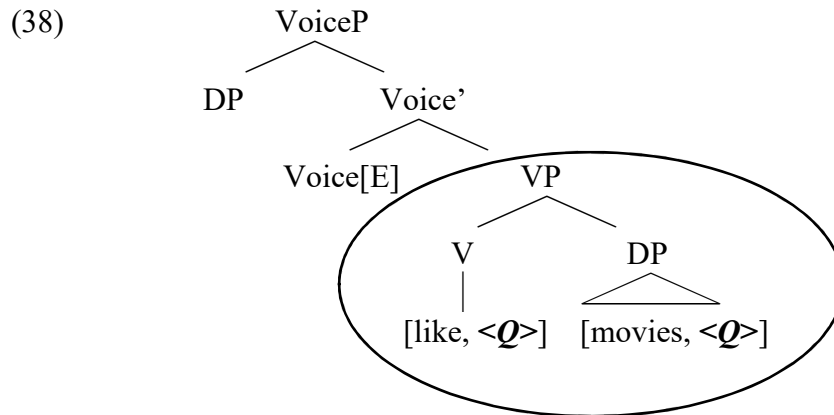 (38) VoiceP
DP Voice’
Voice[E] VP
V DP
[like, <Q>] [movies, <Q>]